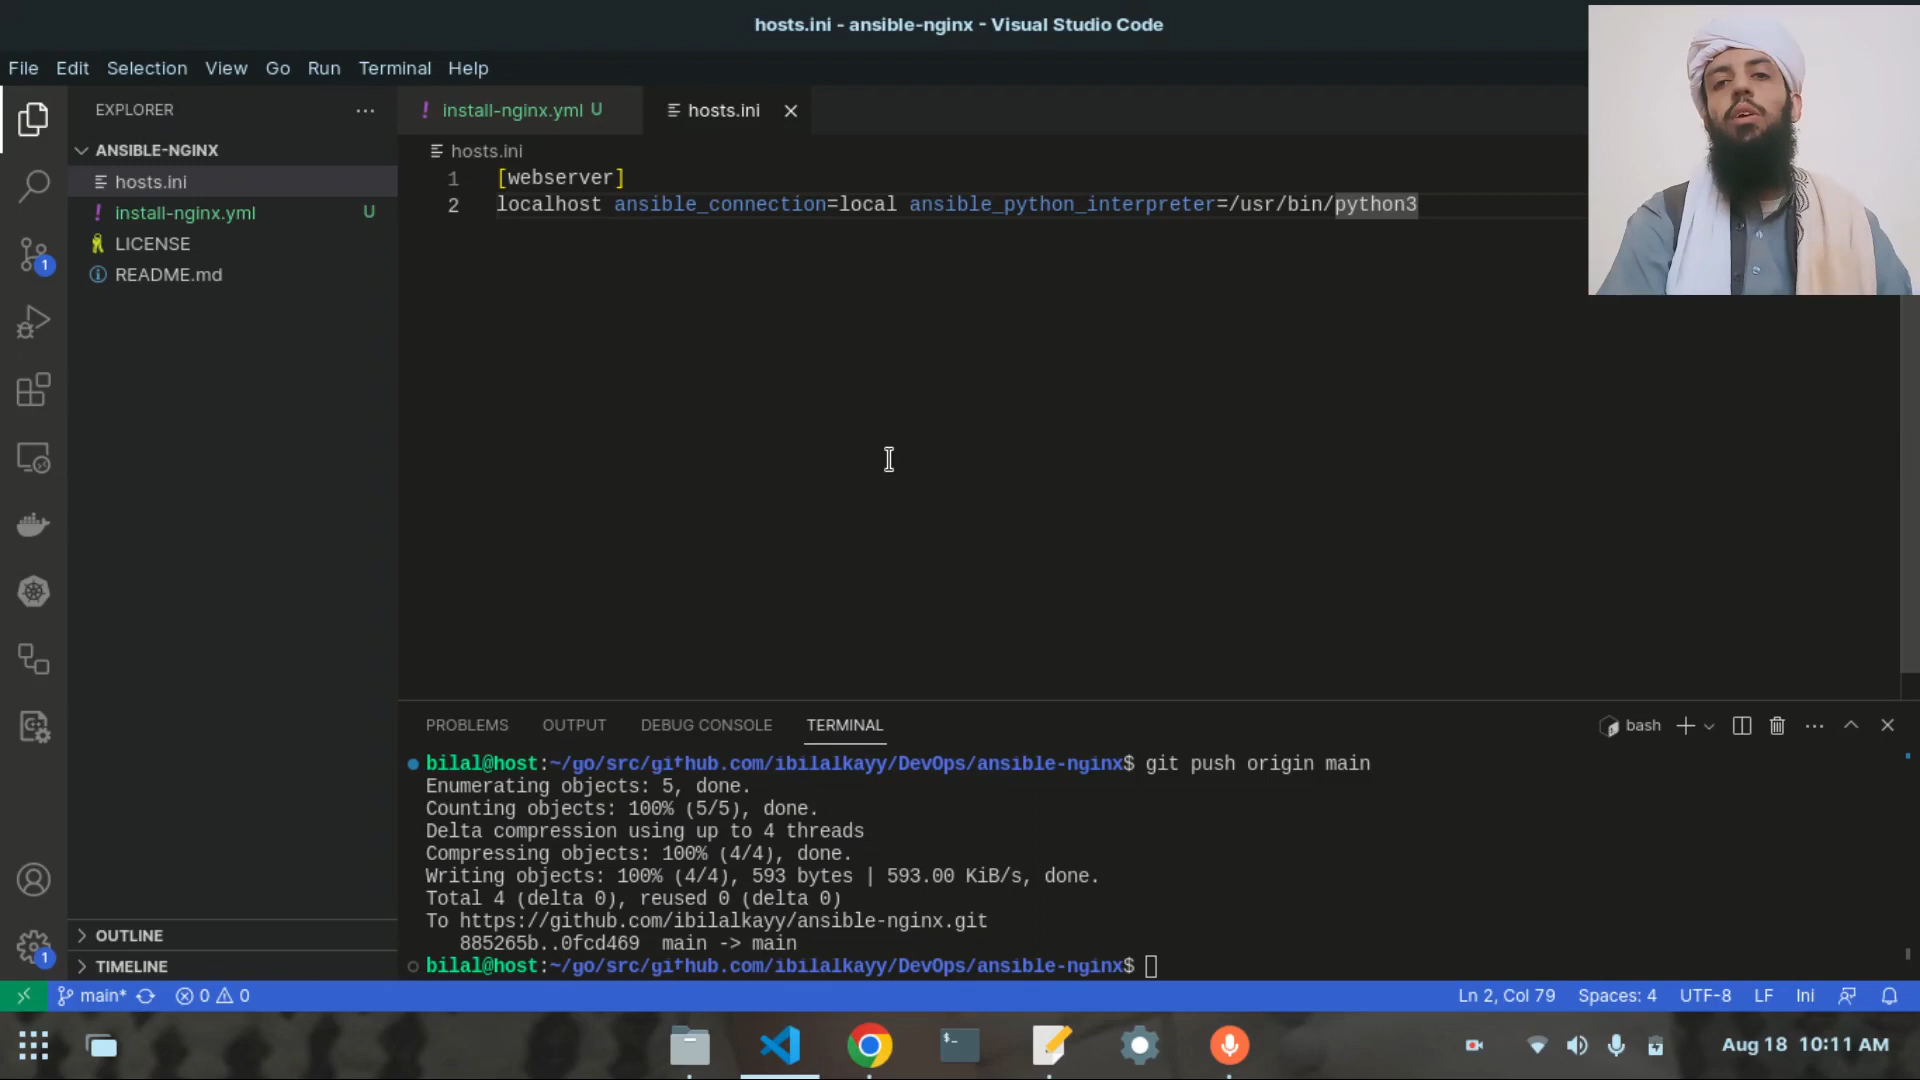 hosts.ini - ansible-nginx - Visual Studio Code
File Edit Selection View Go Run Terminal Help
EXPLORER
ANSIBLE-NGINX
hosts.ini
install-nginx.yml U
LICENSE
README.md
OUTLINE
TIMELINE
! install-nginx.yml U
hosts.ini
hosts.ini
1 [webserver]
2 localhost ansible_connection=local ansible_python_interpreter=/usr/bin/python3
PROBLEMS OUTPUT DEBUG CONSOLE TERMINAL
bash
bilal@host:~/go/src/github.com/ibilalkayy/DevOps/ansible-nginx$ git push origin main
Enumerating objects: 5, done.
Counting objects: 100% (5/5), done.
Delta compression using up to 4 threads
Compressing objects: 100% (4/4), done.
Writing objects: 100% (4/4), 593 bytes | 593.00 KiB/s, done.
Total 4 (delta 0), reused 0 (delta 0)
To https://github.com/ibilalkayy/ansible-nginx.git
885265b..0fcd469 main -> main
bilal@host:~/go/src/github.com/ibilalkayy/DevOps/ansible-nginx$
1
1
main* 0 0
Ln 2, Col 79 Spaces: 4 UTF-8 LF Ini
Aug 18 10:11 AM